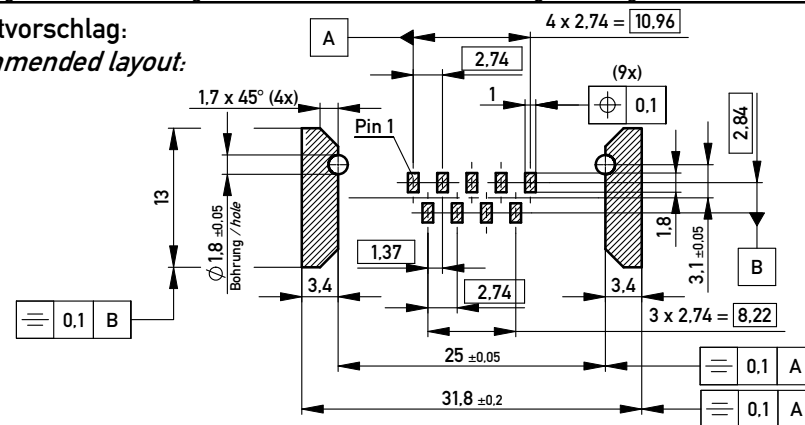 tvorschlag:
mmended layout:
A
4 x 2,74 = 10,96
2,74
(9x)
1,7 x 45° (4x)
1
⌖ 0,1
Pin 1
2,84
13
Ø 1,8 ±0,05
Bohrung / hole
1,8
3,1 ±0,05
1,37
B
3,4
2,74
3,4
⌯ 0,1 B
3 x 2,74 = 8,22
25 ±0,05
⌯ 0,1 A
31,8 ±0,2
⌯ 0,1 A